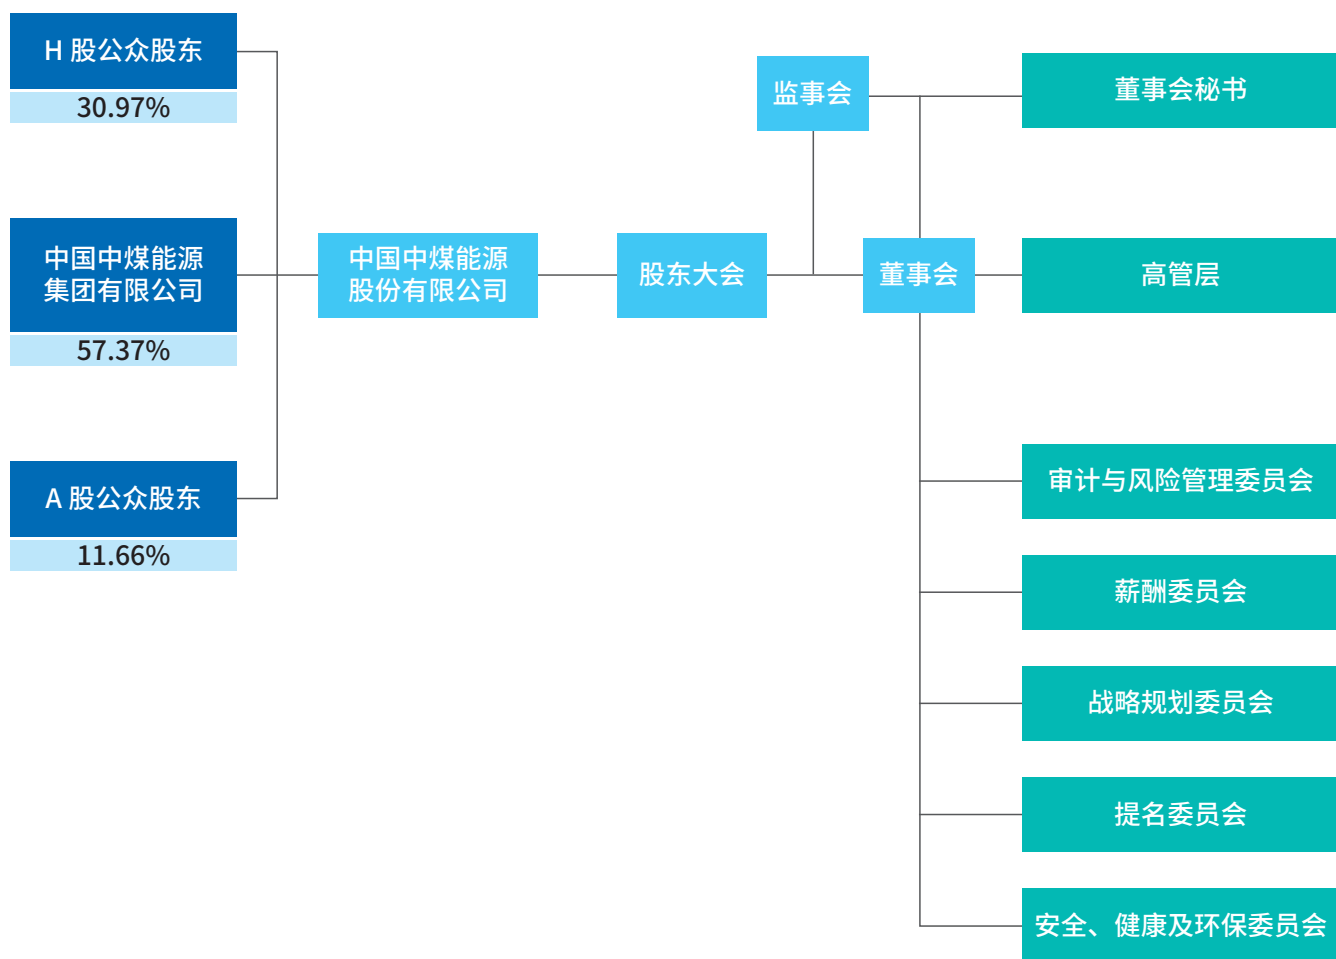 H 股公众股东
30.97%
中国中煤能源
集团有限公司
57.37%
A 股公众股东
11.66%
中国中煤能源
股份有限公司
股东大会
监事会
董事会
董事会秘书
高管层
审计与风险管理委员会
薪酬委员会
战略规划委员会
提名委员会
安全、健康及环保委员会